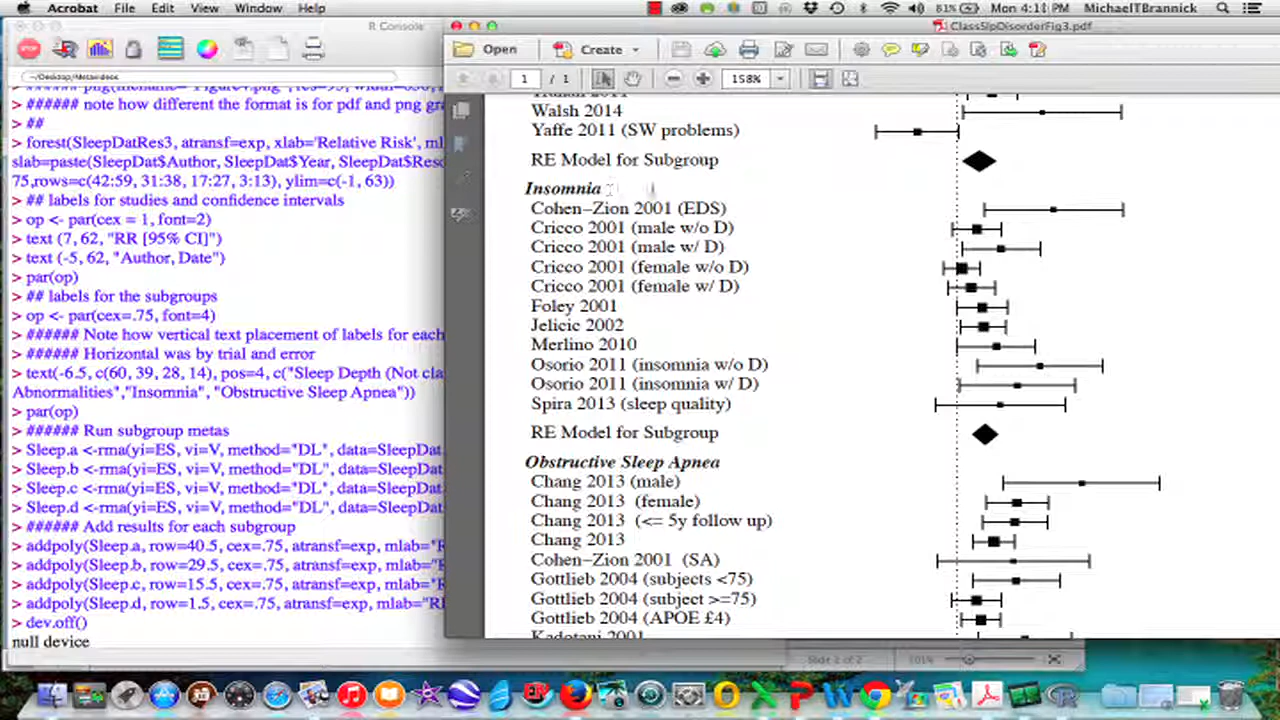 Acrobat File Edit View Window Help
81% Mon 4:11 PM MichaelTBrannick
R Console
ClassSlpDisorderFig3.pdf
Open Create
~/Desktop/Metavideos
1 / 1 158%
###### note how different the format is for pdf and png gra
> ##
> forest(SleepDatRes3, atransf=exp, xlab='Relative Risk', ml
slab=paste(SleepDat$Author, SleepDat$Year, SleepDat$Reso
75,rows=c(42:59, 31:38, 17:27, 3:13), ylim=c(-1, 63))
> ## labels for studies and confidence intervals
> op <- par(cex = 1, font=2)
> text (7, 62, "RR [95% CI]")
> text (-5, 62, "Author, Date")
> par(op)
> ## labels for the subgroups
> op <- par(cex=.75, font=4)
> ###### Note how vertical text placement of labels for each
> ###### Horizontal was by trial and error
> text(-6.5, c(60, 39, 28, 14), pos=4, c("Sleep Depth (Not cla
Abnormalities","Insomnia", "Obstructive Sleep Apnea"))
> par(op)
> ###### Run subgroup metas
> Sleep.a <-rma(yi=ES, vi=V, method="DL", data=SleepDat
> Sleep.b <-rma(yi=ES, vi=V, method="DL", data=SleepDat
> Sleep.c <-rma(yi=ES, vi=V, method="DL", data=SleepDat
> Sleep.d <-rma(yi=ES, vi=V, method="DL", data=SleepDat
> ###### Add results for each subgroup
> addpoly(Sleep.a, row=40.5, cex=.75, atransf=exp, mlab="R
> addpoly(Sleep.b, row=29.5, cex=.75, atransf=exp, mlab="R
> addpoly(Sleep.c, row=15.5, cex=.75, atransf=exp, mlab="R
> addpoly(Sleep.d, row=1.5, cex=.75, atransf=exp, mlab="RI
> dev.off()
null device
Walsh 2014
Yaffe 2011 (SW problems)
RE Model for Subgroup
Insomnia
Cohen−Zion 2001 (EDS)
Cricco 2001 (male w/o D)
Cricco 2001 (male w/ D)
Cricco 2001 (female w/o D)
Cricco 2001 (female w/ D)
Foley 2001
Jelicic 2002
Merlino 2010
Osorio 2011 (insomnia w/o D)
Osorio 2011 (insomnia w/ D)
Spira 2013 (sleep quality)
RE Model for Subgroup
Obstructive Sleep Apnea
Chang 2013 (male)
Chang 2013 (female)
Chang 2013 (<= 5y follow up)
Chang 2013
Cohen−Zion 2001 (SA)
Gottlieb 2004 (subjects <75)
Gottlieb 2004 (subject >=75)
Gottlieb 2004 (APOE £4)
Kadotani 2001
Slide 2 of 2 101%